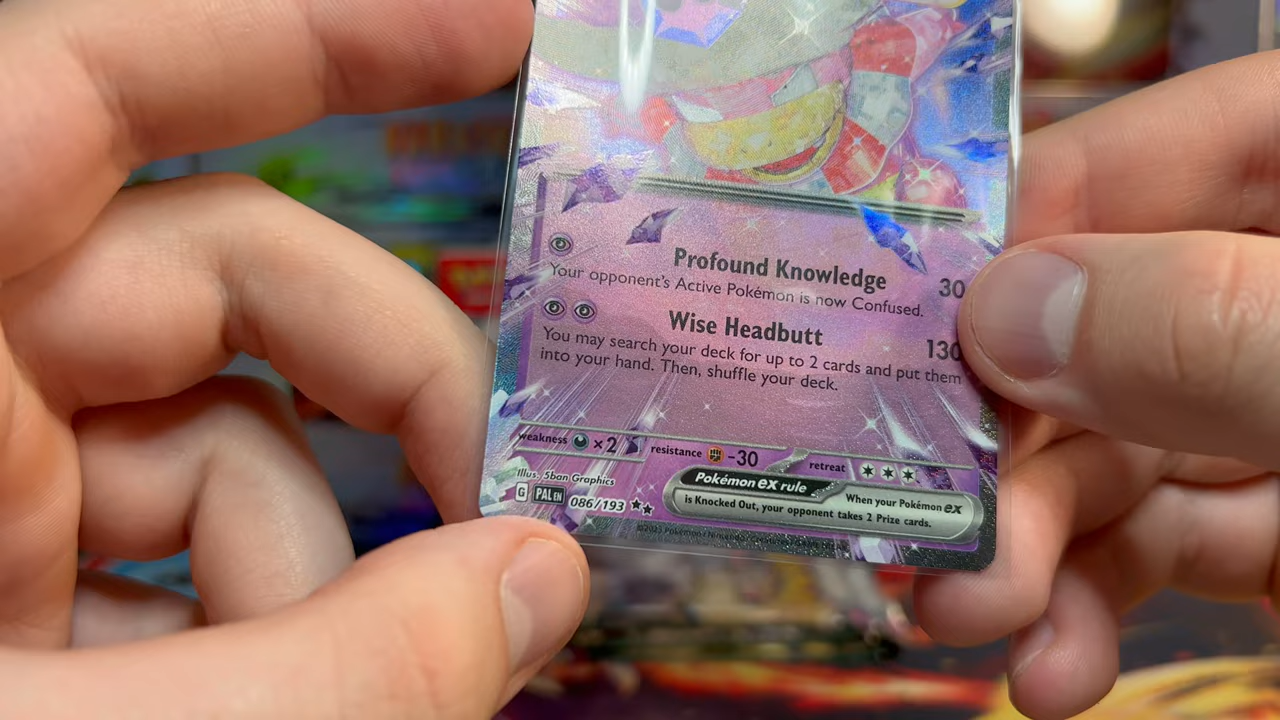 Profound Knowledge 30
Your opponent's Active Pokémon is now Confused.
Wise Headbutt 130
You may search your deck for up to 2 cards and put them
into your hand. Then, shuffle your deck.
weakness ×2 resistance -30 retreat
Illus. 5ban Graphics
G PAL EN 086/193
Pokémon ex rule
When your Pokémon ex
is Knocked Out, your opponent takes 2 Prize cards.
©2023 Pokémon / Nintendo /